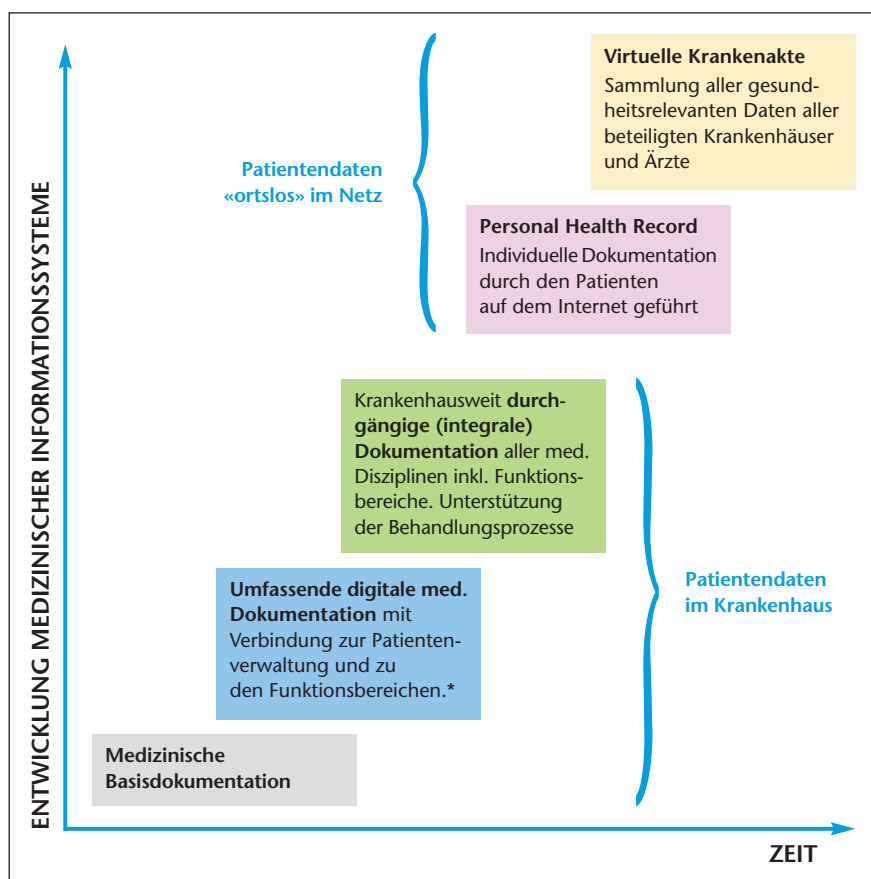 Virtuelle Krankenakte
Sammlung aller gesund-
heitsrelevanten Daten aller
beteiligten Krankenhäuser
und Ärzte
Patientendaten
«ortslos» im Netz
Personal Health Record
Individuelle Dokumentation
durch den Patienten
auf dem Internet geführt
Krankenhausweit durch-
gängige (integrale)
Dokumentation aller med.
Disziplinen inkl. Funktions-
bereiche. Unterstützung
der Behandlungsprozesse
Patientendaten
im Krankenhaus
Umfassende digitale med.
Dokumentation mit
Verbindung zur Patienten-
verwaltung und zu
den Funktionsbereichen.*
Medizinische
Basisdokumentation
ENTWICKLUNG MEDIZINISCHER INFORMATIONSSYSTEME
ZEIT